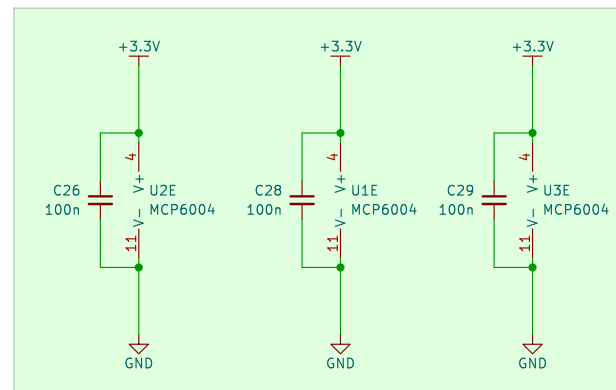 +3.3V
+3.3V
+3.3V
4
4
4
C26
U2E
V+
C28
U1E
V+
C29
U3E
V+
100n
MCP6004
V-
100n
MCP6004
V-
100n
MCP6004
V-
11
11
11
GND
GND
GND